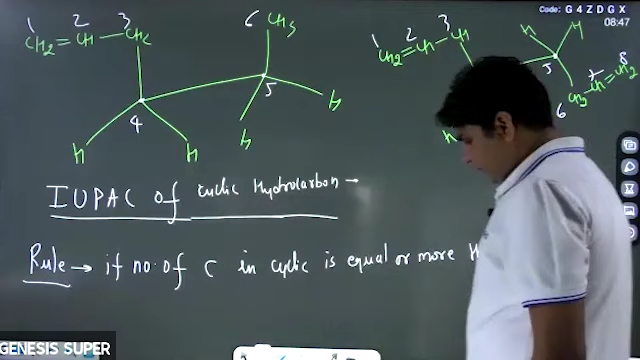 Code: G 4 Z D G X
08:47
1 2 3 6 CH3
CH2=CH-CH2
5
4
H H H H
1 2 3
CH2=CH-CH H H
5
6 CH2 7 CH=CH2 8
H
IUPAC of cyclic Hydrocarbon →
Rule → if no. of C in cyclic is equal or more
GENESIS SUPER